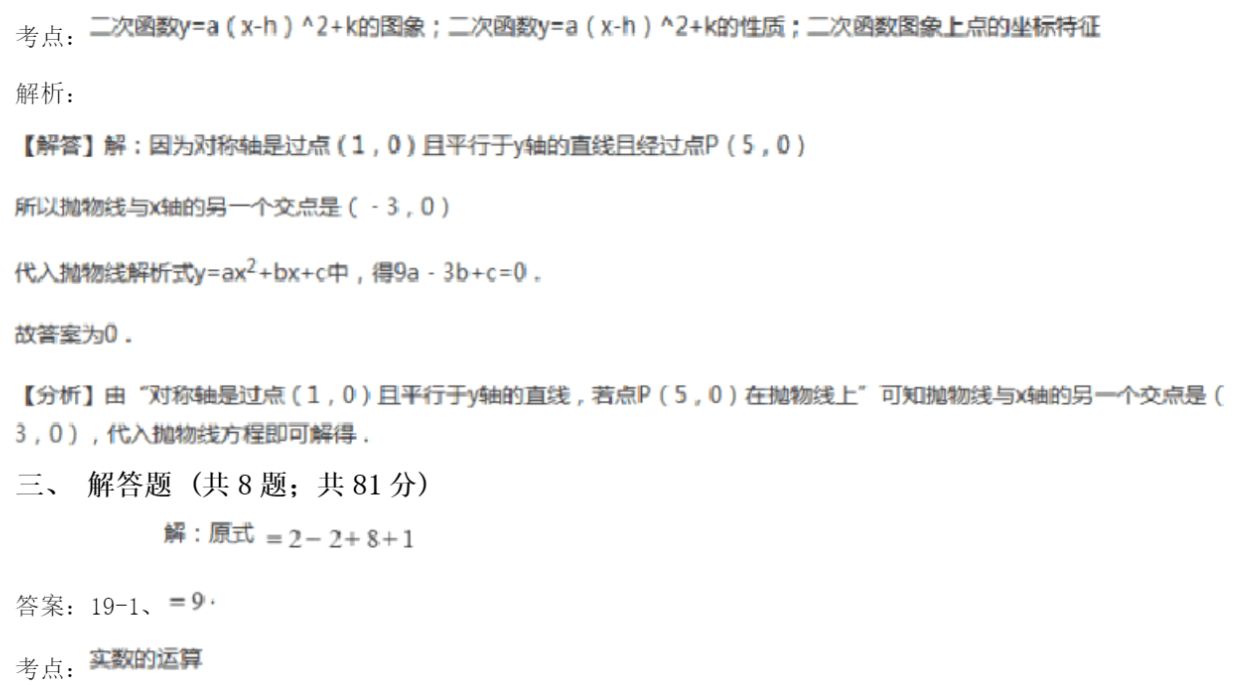 考点：二次函数y=a（x-h）^2+k的图象；二次函数y=a（x-h）^2+k的性质；二次函数图象上点的坐标特征
解析：
【解答】解：因为对称轴是过点（1，0）且平行于y轴的直线且经过点P（5，0）
所以抛物线与x轴的另一个交点是（﹣3，0）
代入抛物线解析式y=ax²+bx+c中，得9a﹣3b+c=0．
故答案为0．
【分析】由“对称轴是过点（1，0）且平行于y轴的直线，若点P（5，0）在抛物线上”可知抛物线与x轴的另一个交点是（
3，0），代入抛物线方程即可解得．
三、 解答题 (共 8 题；共 81 分)
解：原式 =2－2+8+1
答案：19-1、=9．
考点：实数的运算